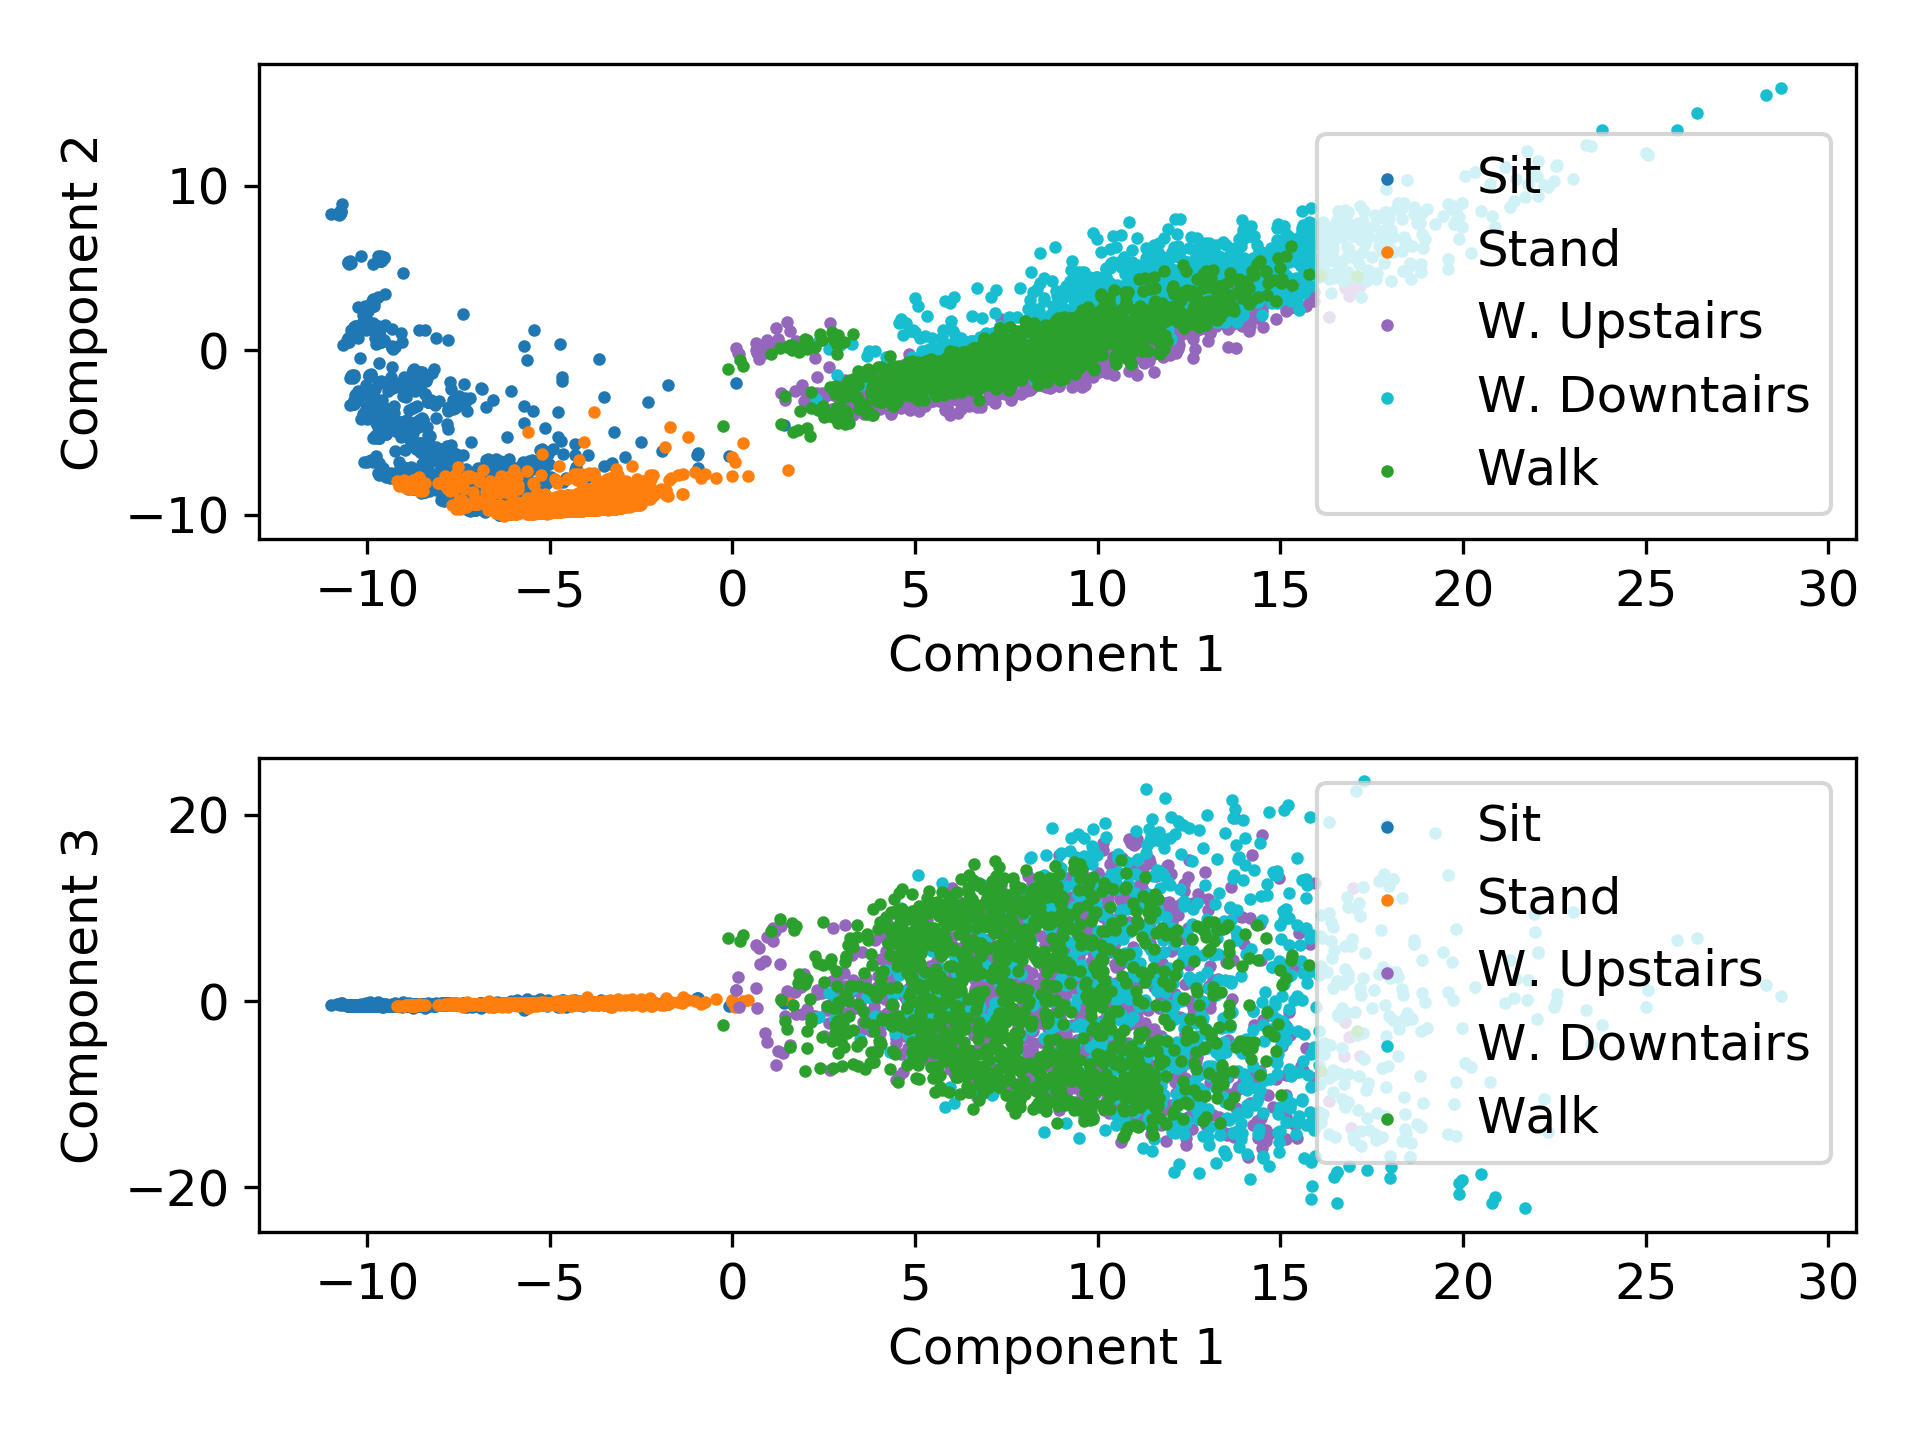 Component 2
10
0
−10
Sit
Stand
W. Upstairs
W. Downtairs
Walk
−10 −5 0 5 10 15 20 25 30
Component 1
Component 3
20
0
−20
Sit
Stand
W. Upstairs
W. Downtairs
Walk
−10 −5 0 5 10 15 20 25 30
Component 1